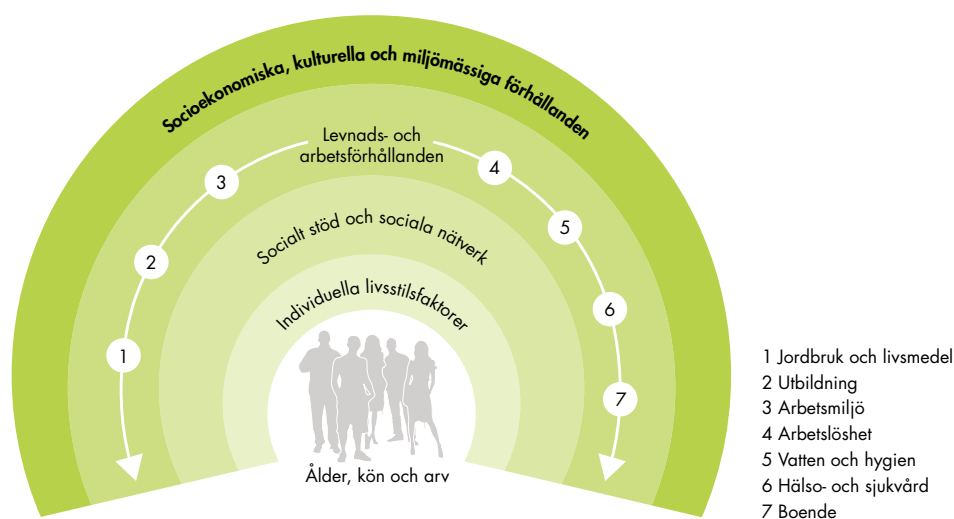 Socioekonomiska, kulturella och miljömässiga förhållanden
Levnads- och
arbetsförhållanden
3
4
Socialt stöd och sociala nätverk
5
2
Individuella livsstilsfaktorer
6
1
7
Ålder, kön och arv
1 Jordbruk och livsmedel
2 Utbildning
3 Arbetsmiljö
4 Arbetslöshet
5 Vatten och hygien
6 Hälso- och sjukvård
7 Boende